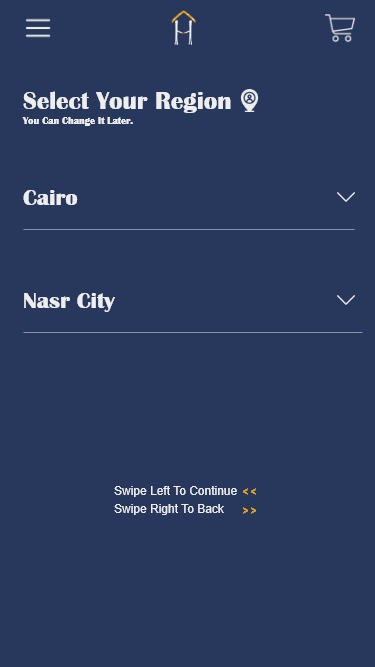 Select Your Region
You Can Change It Later.
Cairo
Nasr City
Swipe Left To Continue <<
Swipe Right To Back >>